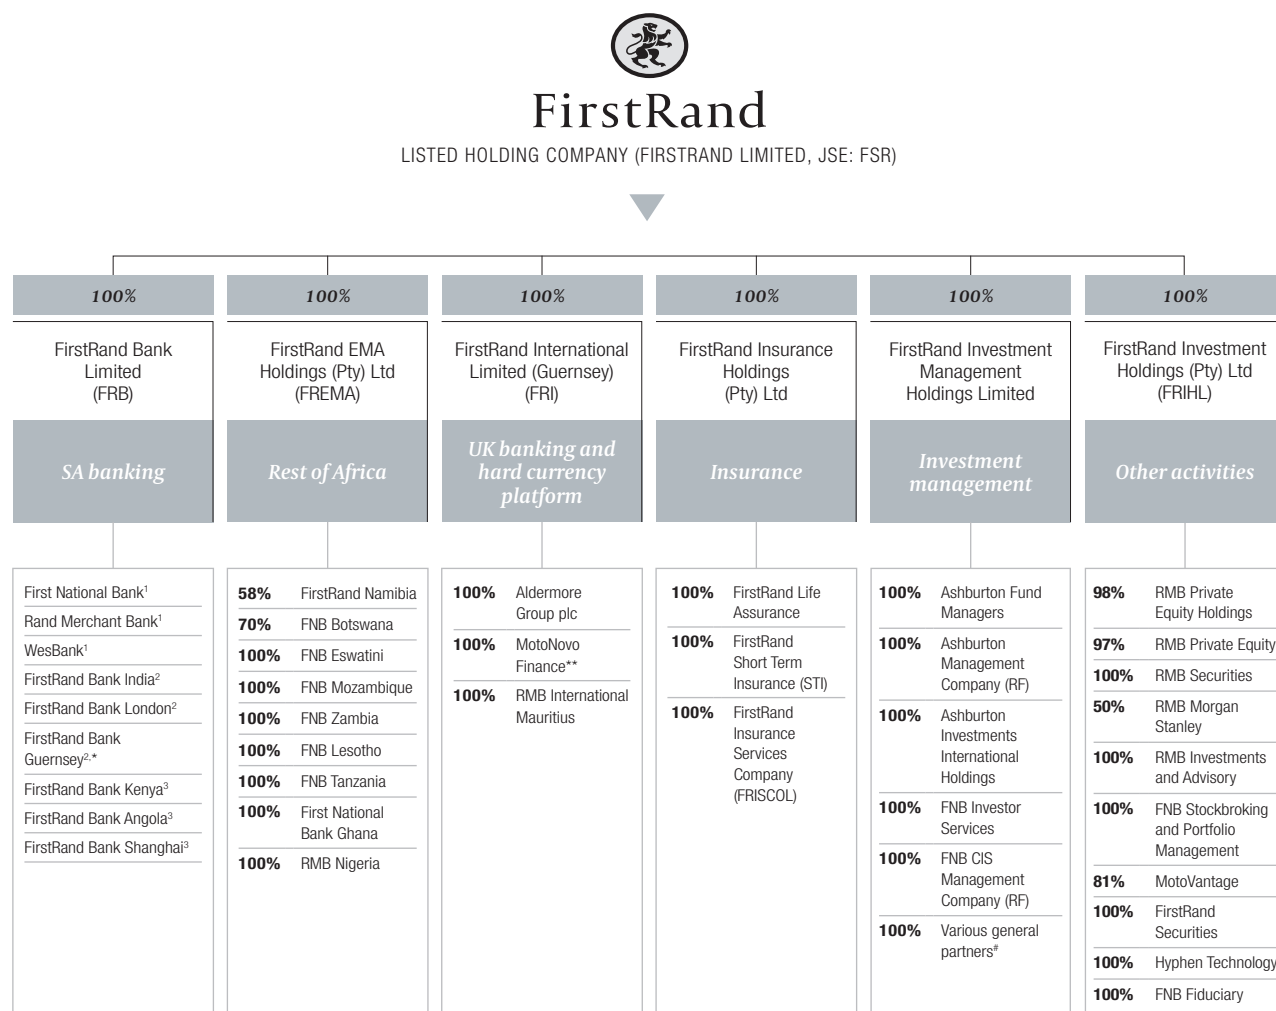 FirstRand
LISTED HOLDING COMPANY (FIRSTRAND LIMITED, JSE: FSR)
100%
FirstRand Bank
Limited
(FRB)
SA banking
First National Bank¹
Rand Merchant Bank¹
WesBank¹
FirstRand Bank India²
FirstRand Bank London²
FirstRand Bank
Guernsey²,*
FirstRand Bank Kenya³
FirstRand Bank Angola³
FirstRand Bank Shanghai³
100%
FirstRand EMA
Holdings (Pty) Ltd
(FREMA)
Rest of Africa
58% FirstRand Namibia
70% FNB Botswana
100% FNB Eswatini
100% FNB Mozambique
100% FNB Zambia
100% FNB Lesotho
100% FNB Tanzania
100% First National
Bank Ghana
100% RMB Nigeria
100%
FirstRand International
Limited (Guernsey)
(FRI)
UK banking and
hard currency
platform
100% Aldermore
Group plc
100% MotoNovo
Finance**
100% RMB International
Mauritius
100%
FirstRand Insurance
Holdings
(Pty) Ltd
Insurance
100% FirstRand Life
Assurance
100% FirstRand
Short Term
Insurance (STI)
100% FirstRand
Insurance
Services
Company
(FRISCOL)
100%
FirstRand Investment
Management
Holdings Limited
Investment
management
100% Ashburton Fund
Managers
100% Ashburton
Management
Company (RF)
100% Ashburton
Investments
International
Holdings
100% FNB Investor
Services
100% FNB CIS
Management
Company (RF)
100% Various general
partners#
100%
FirstRand Investment
Holdings (Pty) Ltd
(FRIHL)
Other activities
98% RMB Private
Equity Holdings
97% RMB Private Equity
100% RMB Securities
50% RMB Morgan
Stanley
100% RMB Investments
and Advisory
100% FNB Stockbroking
and Portfolio
Management
81% MotoVantage
100% FirstRand
Securities
100% Hyphen Technology
100% FNB Fiduciary